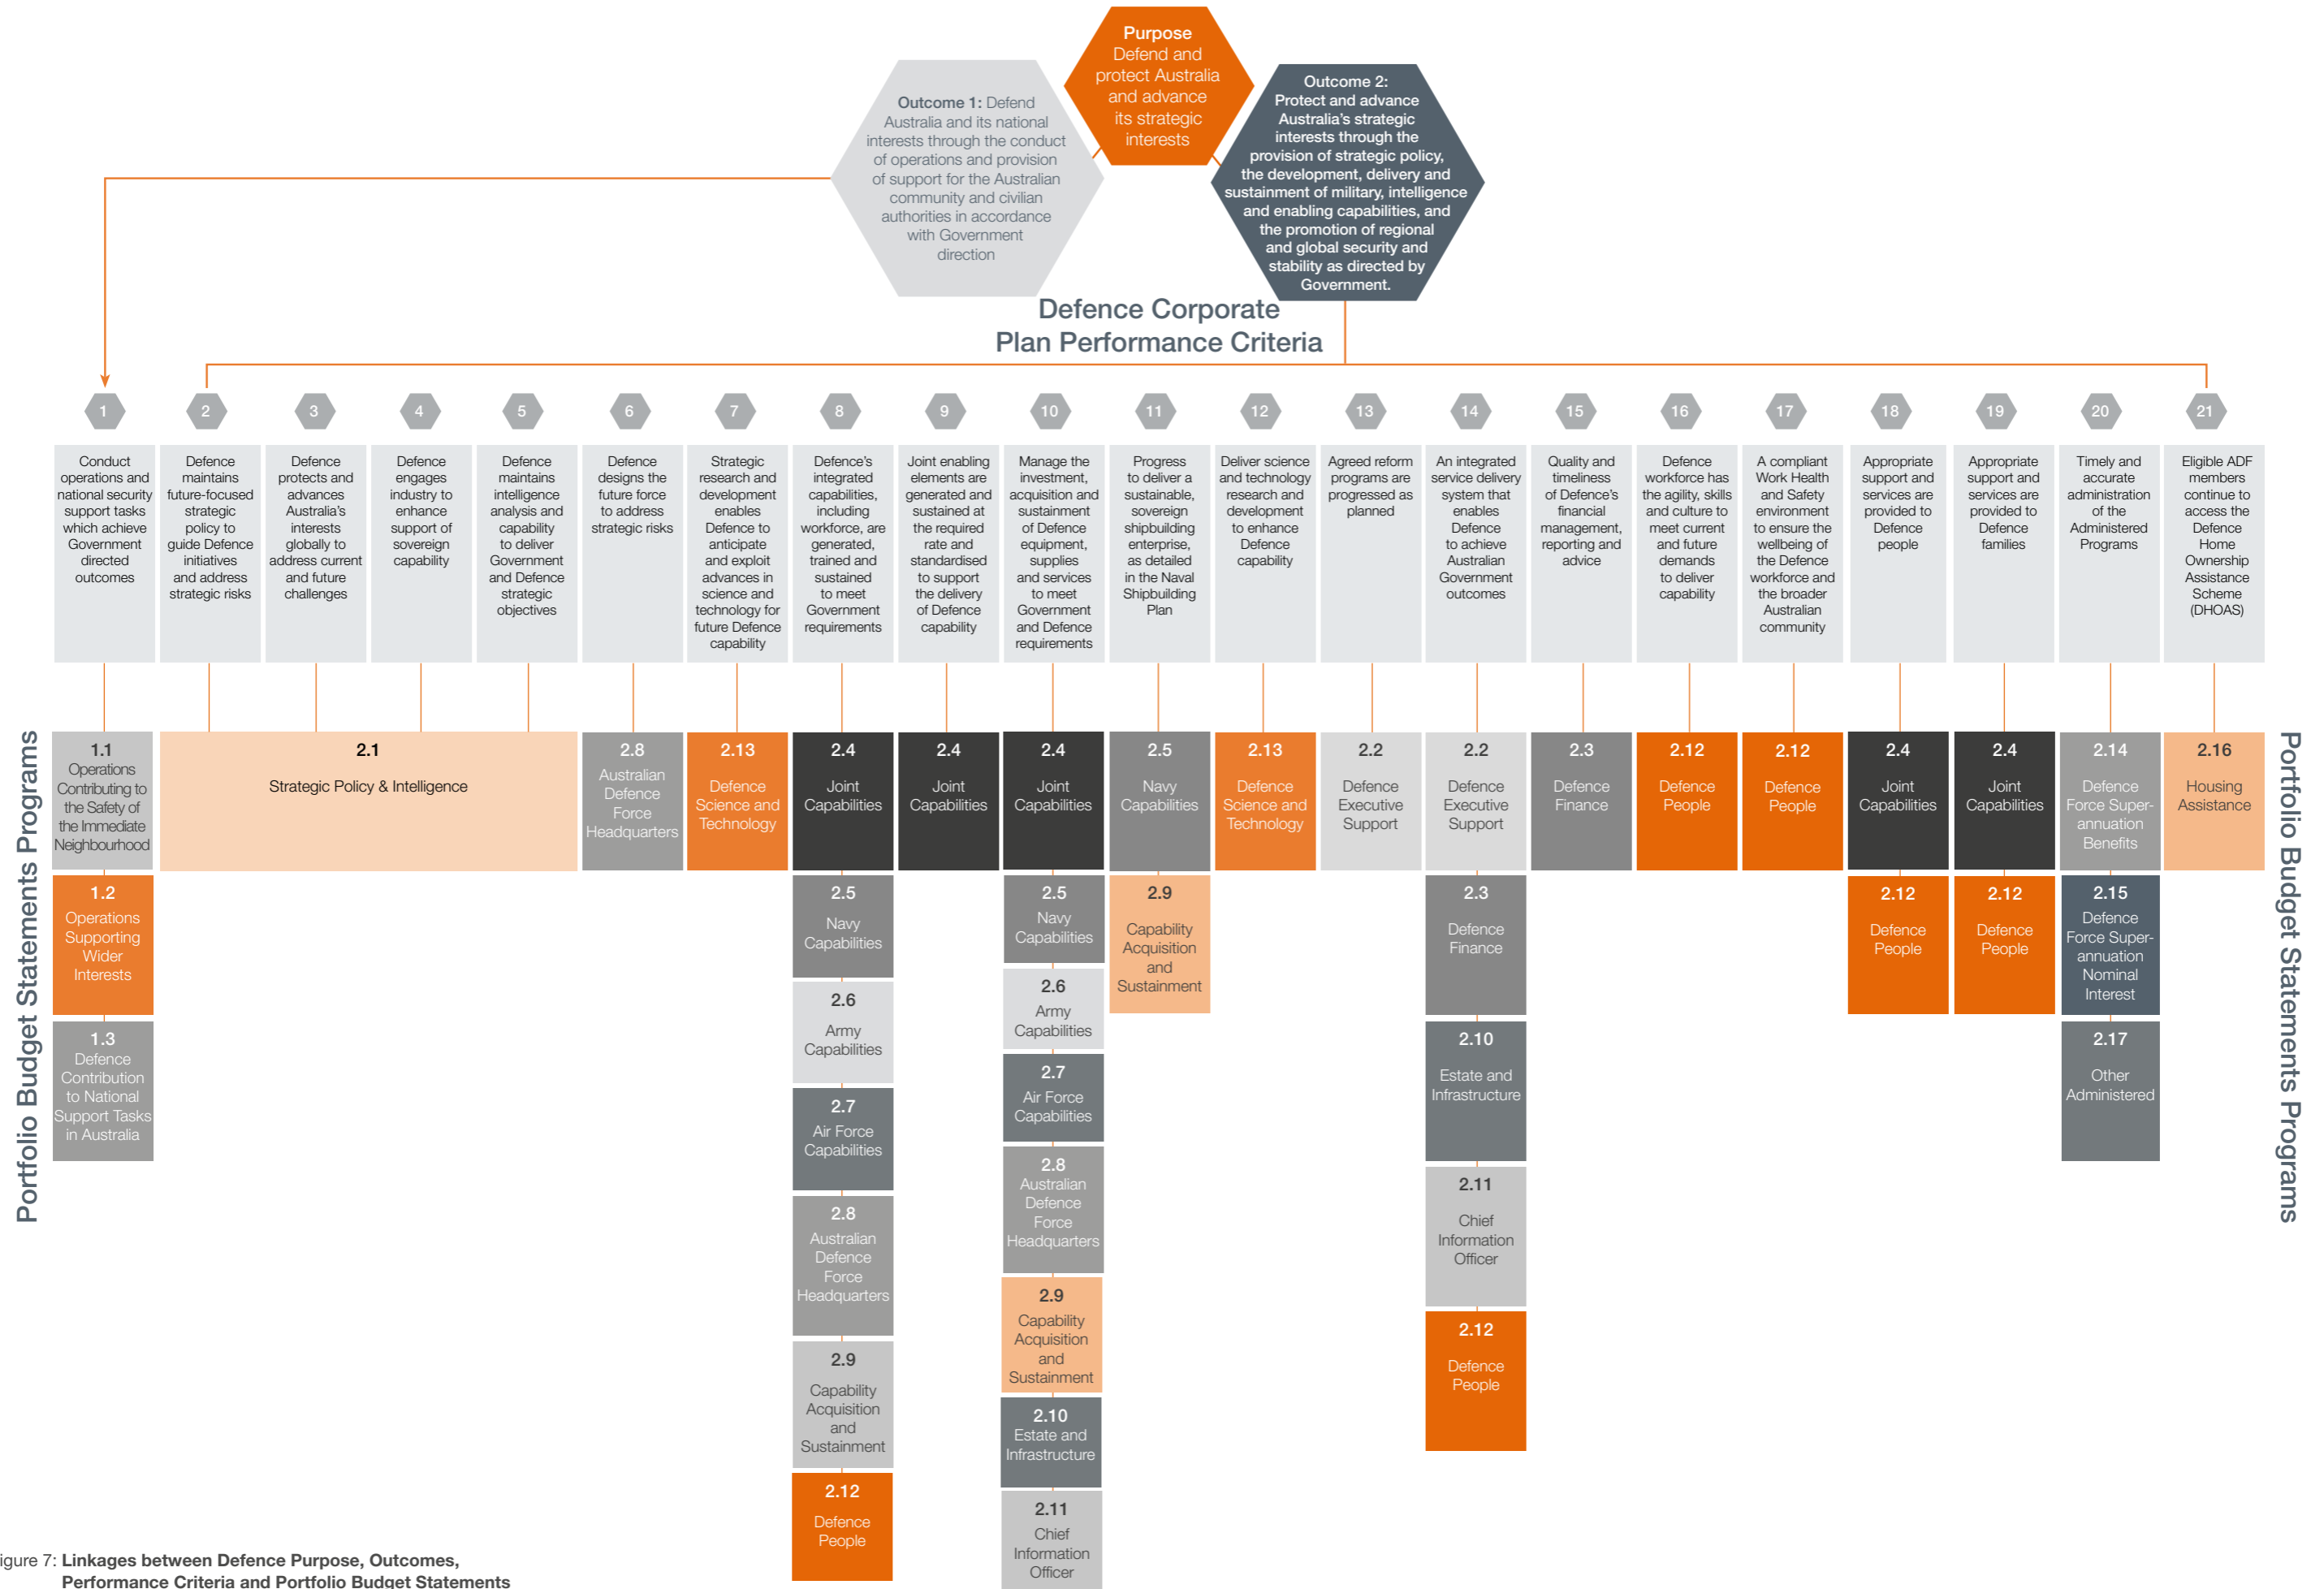 Purpose
Defend and
protect Australia
and advance
its strategic
interests
Outcome 1: Defend
Australia and its national
interests through the conduct
of operations and provision
of support for the Australian
community and civilian
authorities in accordance
with Government
direction
Outcome 2:
Protect and advance
Australia's strategic
interests through the
provision of strategic policy,
the development, delivery and
sustainment of military, intelligence
and enabling capabilities, and
the promotion of regional
and global security and
stability as directed by
Government.
Defence Corporate
Plan Performance Criteria
1
Conduct
operations and
national security
support tasks
which achieve
Government
directed
outcomes
2
Defence
maintains
future-focused
strategic
policy to
guide Defence
initiatives
and address
strategic risks
3
Defence
protects and
advances
Australia's
interests
globally to
address current
and future
challenges
4
Defence
engages
industry to
enhance
support of
sovereign
capability
5
Defence
maintains
intelligence
analysis and
capability
to deliver
Government
and Defence
strategic
objectives
6
Defence
designs the
future force
to address
strategic risks
7
Strategic
research and
development
enables
Defence to
anticipate
and exploit
advances in
science and
technology for
future Defence
capability
8
Defence's
integrated
capabilities,
including
workforce, are
generated,
trained and
sustained
to meet
Government
requirements
9
Joint enabling
elements are
generated and
sustained at
the required
rate and
standardised
to support
the delivery
of Defence
capability
10
Manage the
investment,
acquisition and
sustainment
of Defence
equipment,
supplies
and services
to meet
Government
and Defence
requirements
11
Progress
to deliver a
sustainable,
sovereign
shipbuilding
enterprise,
as detailed
in the Naval
Shipbuilding
Plan
12
Deliver science
and technology
research and
development
to enhance
Defence
capability
13
Agreed reform
programs are
progressed as
planned
14
An integrated
service delivery
system that
enables
Defence
to achieve
Australian
Government
outcomes
15
Quality and
timeliness
of Defence's
financial
management,
reporting and
advice
16
Defence
workforce has
the agility, skills
and culture to
meet current
and future
demands
to deliver
capability
17
A compliant
Work Health
and Safety
environment
to ensure the
wellbeing of
the Defence
workforce and
the broader
Australian
community
18
Appropriate
support and
services are
provided to
Defence
people
19
Appropriate
support and
services are
provided to
Defence
families
20
Timely and
accurate
administration
of the
Administered
Programs
21
Eligible ADF
members
continue to
access the
Defence
Home
Ownership
Assistance
Scheme
(DHOAS)
Portfolio Budget Statements Programs
1.1
Operations
Contributing to
the Safety of
the Immediate
Neighbourhood
1.2
Operations
Supporting
Wider
Interests
1.3
Defence
Contribution
to National
Support Tasks
in Australia
2.1
Strategic Policy & Intelligence
2.8
Australian
Defence
Force
Headquarters
2.13
Defence
Science and
Technology
2.4
Joint
Capabilities
2.5
Navy
Capabilities
2.6
Army
Capabilities
2.7
Air Force
Capabilities
2.8
Australian
Defence
Force
Headquarters
2.9
Capability
Acquisition
and
Sustainment
2.12
Defence
People
2.4
Joint
Capabilities
2.4
Joint
Capabilities
2.5
Navy
Capabilities
2.6
Army
Capabilities
2.7
Air Force
Capabilities
2.8
Australian
Defence
Force
Headquarters
2.9
Capability
Acquisition
and
Sustainment
2.10
Estate and
Infrastructure
2.11
Chief
Information
Officer
2.5
Navy
Capabilities
2.9
Capability
Acquisition
and
Sustainment
2.13
Defence
Science and
Technology
2.2
Defence
Executive
Support
2.2
Defence
Executive
Support
2.3
Defence
Finance
2.10
Estate and
Infrastructure
2.11
Chief
Information
Officer
2.12
Defence
People
2.3
Defence
Finance
2.12
Defence
People
2.12
Defence
People
2.4
Joint
Capabilities
2.12
Defence
People
2.4
Joint
Capabilities
2.12
Defence
People
2.14
Defence
Force Super-
annuation
Benefits
2.15
Defence
Force Super-
annuation
Nominal
Interest
2.17
Other
Administered
2.16
Housing
Assistance
Portfolio Budget Statements Programs
igure 7: Linkages between Defence Purpose, Outcomes,
Performance Criteria and Portfolio Budget Statements